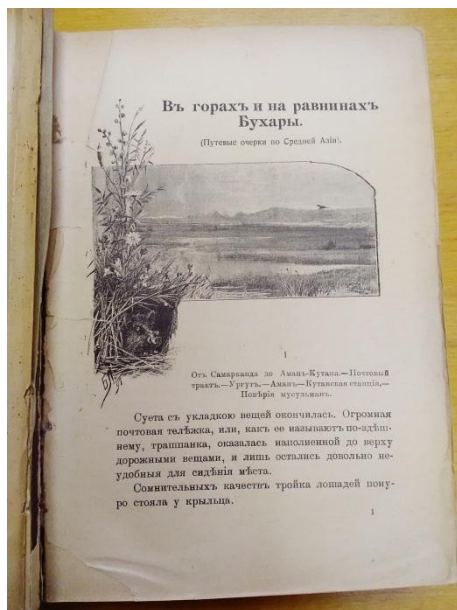 Въ горахъ и на равнинахъ
Бухары.
(Путевые очерки по Средней Азіи).
I
Отъ Самарканда до Аманъ-Кутана.—Почтовый
трактъ.—Ургутъ.—Аманъ—Кутанская станція,—
Повѣрія мусульманъ.
Суета съ укладкою вещей окончилась. Огромная
почтовая телѣжка, или, какъ ее называютъ по-здѣш-
нему, трашпанка, оказалась наполненной до верху
дорожными вещами, и лишь остались довольно не-
удобныя для сидѣнія мѣста.
Сомнительныхъ качествъ тройка лошадей пону-
ро стояла у крыльца.
1